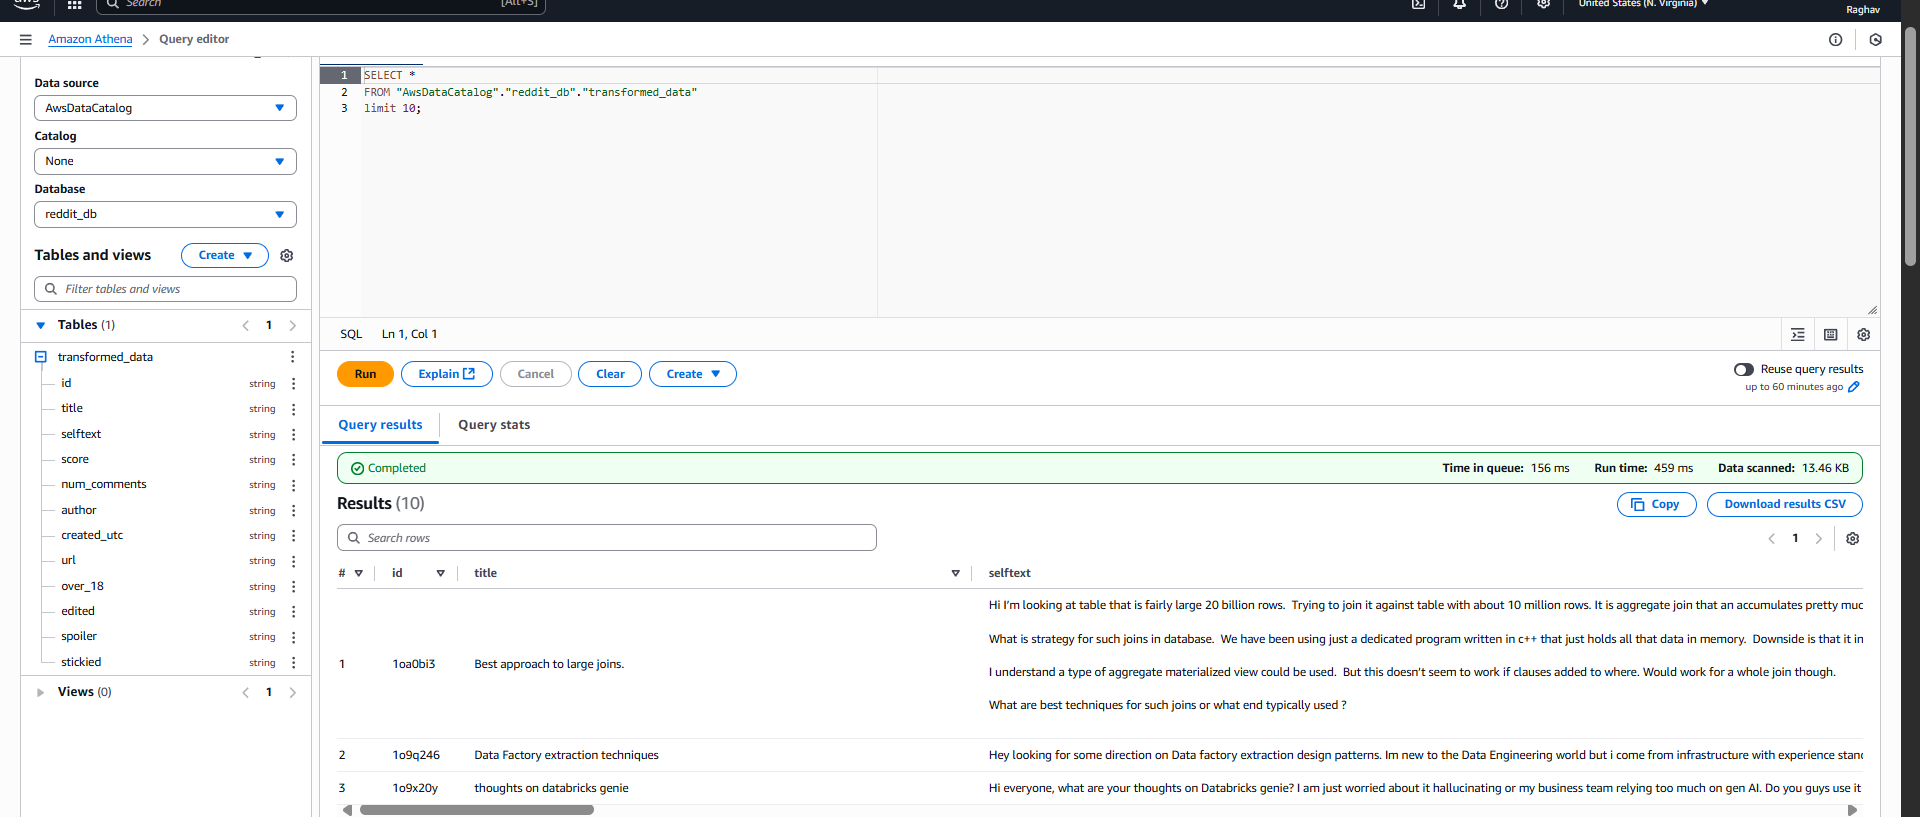 aws
Search
[Alt+S]
United States (N. Virginia)
Raghav
Amazon Athena
Query editor
Data source
AwsDataCatalog
Catalog
None
Database
reddit_db
Tables and views
Create
Filter tables and views
Tables (1)
1
transformed_data
id string
title string
selftext string
score string
num_comments string
author string
created_utc string
url string
over_18 string
edited string
spoiler string
stickied string
Views (0)
1
1 SELECT *
2 FROM "AwsDataCatalog"."reddit_db"."transformed_data"
3 limit 10;
SQL Ln 1, Col 1
Run Explain Cancel Clear Create
Reuse query results
up to 60 minutes ago
Query results Query stats
Completed
Time in queue: 156 ms Run time: 459 ms Data scanned: 13.46 KB
Results (10)
Copy Download results CSV
Search rows
1
# id title selftext
Hi I’m looking at table that is fairly large 20 billion rows. Trying to join it against table with about 10 million rows. It is aggregate join that an accumulates pretty muc
What is strategy for such joins in database. We have been using just a dedicated program written in c++ that just holds all that data in memory. Downside is that it in
1 1oa0bi3 Best approach to large joins.
I understand a type of aggregate materialized view could be used. But this doesn’t seem to work if clauses added to where. Would work for a whole join though.
What are best techniques for such joins or what end typically used ?
2 1o9q246 Data Factory extraction techniques Hey looking for some direction on Data factory extraction design patterns. Im new to the Data Engineering world but i come from infrastructure with experience stanc
3 1o9x20y thoughts on databricks genie Hi everyone, what are your thoughts on Databricks genie? I am just worried about it hallucinating or my business team relying too much on gen AI. Do you guys use it